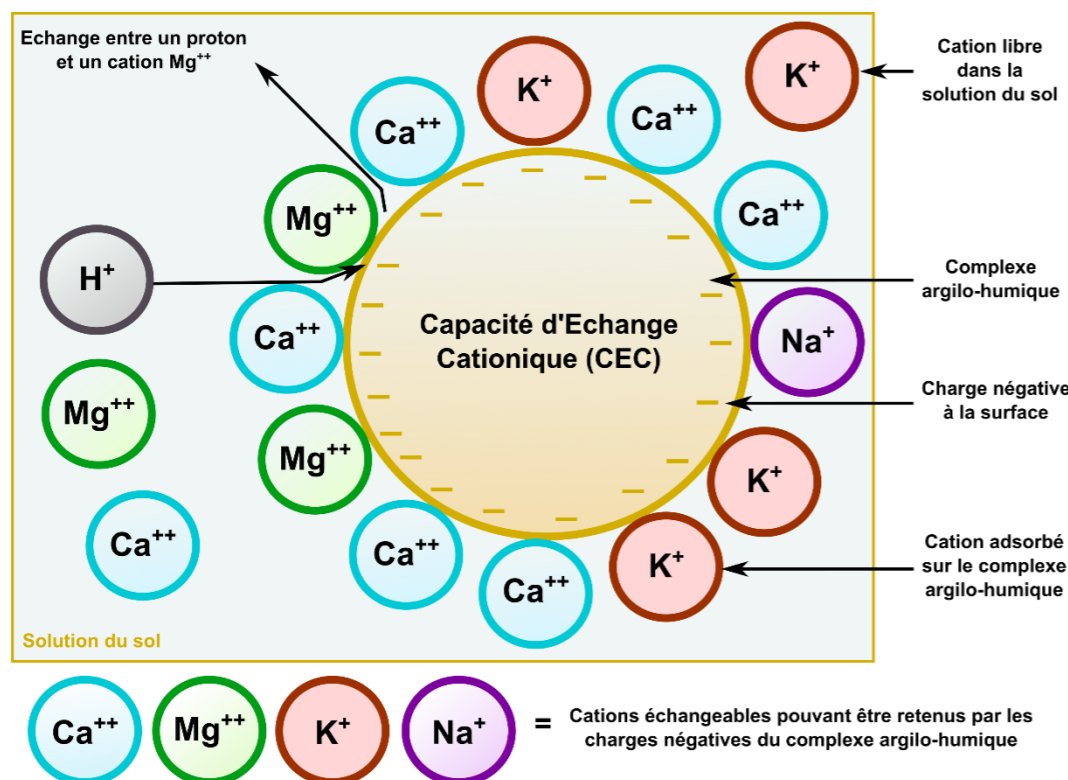 Echange entre un proton
et un cation Mg++
Ca++
K+
Ca++
K+
Cation libre
dans la
solution du sol
Mg++
Ca++
H+
Complexe
argilo-humique
Ca++
Capacité d'Echange
Cationique (CEC)
Na+
Mg++
Charge négative
à la surface
Mg++
K+
Ca++
Ca++
Ca++
K+
Cation adsorbé
sur le complexe
argilo-humique
Solution du sol
Ca++
Mg++
K+
Na+
=
Cations échangeables pouvant être retenus par les
charges négatives du complexe argilo-humique